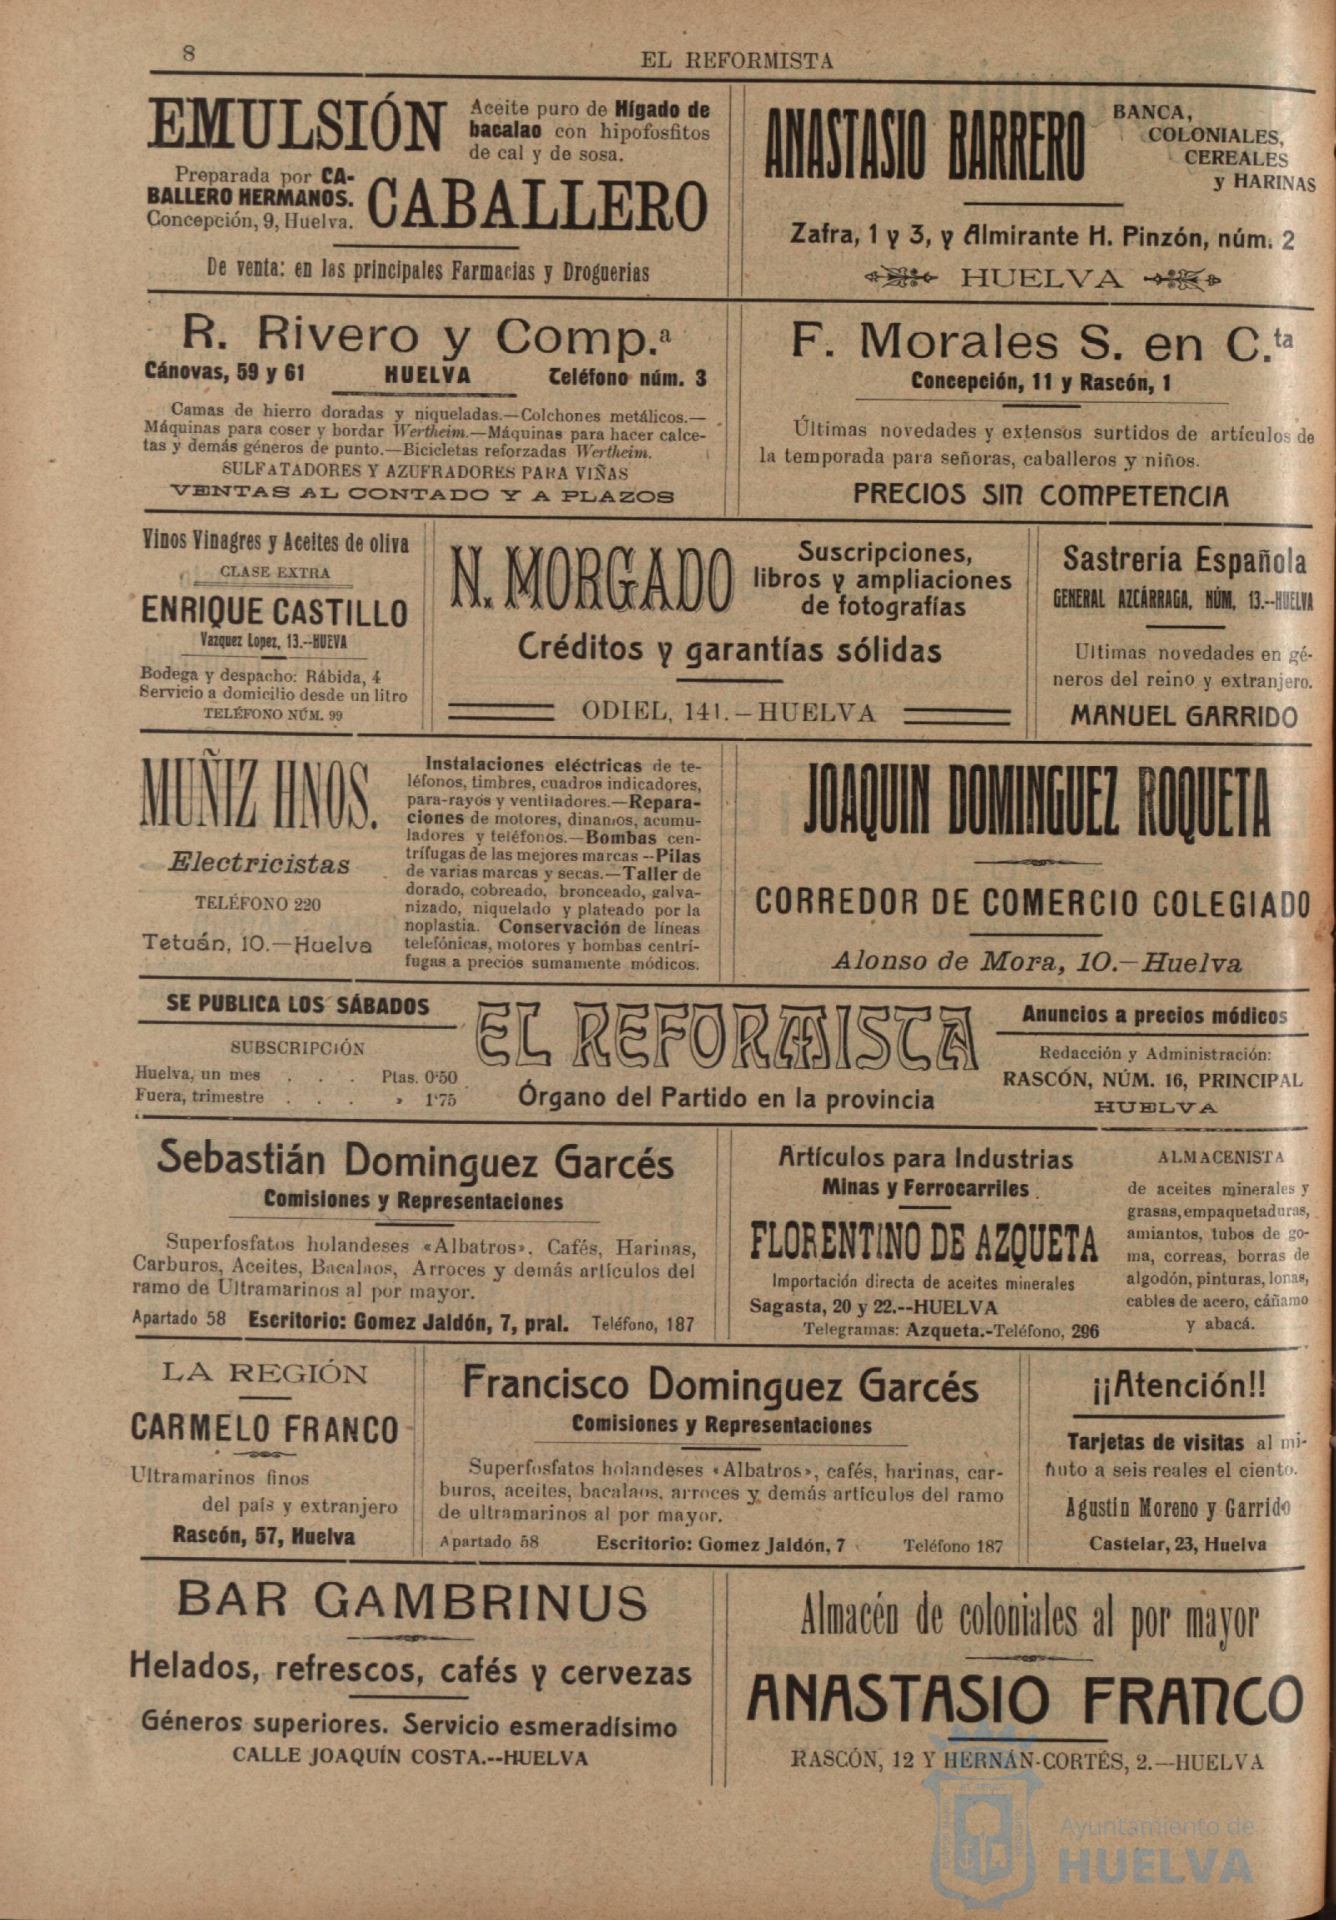 8
EL REFORMISTA
EMULSIÓN
Aceite puro de Hígado de
bacalao con hipofosfitos
de cal y de sosa.
Preparada por CA-
BALLERO HERMANOS.
Concepción, 9, Huelva.
CABALLERO
De venta: en las principales Farmacias y Droguerias
ANASTASIO BARRERO
BANCA,
COLONIALES,
CEREALES
y HARINAS
Zafra, 1 y 3, y Almirante H. Pinzón, núm. 2
HUELVA
R. Rivero y Comp.ª
Cánovas, 59 y 61 HUELVA Teléfono núm. 3
Camas de hierro doradas y niqueladas.—Colchones metálicos.—
Máquinas para coser y bordar Wertheim.—Máquinas para hacer calce-
tas y demás géneros de punto.—Bicicletas reforzadas Wertheim.
SULFATADORES Y AZUFRADORES PARA VIÑAS
VENTAS AL CONTADO Y A PLAZOS
F. Morales S. en C.ta
Concepción, 11 y Rascón, 1
Últimas novedades y extensos surtidos de artículos de
la temporada para señoras, caballeros y niños.
PRECIOS SIN COMPETENCIA
Vinos Vinagres y Aceites de oliva
CLASE EXTRA
ENRIQUE CASTILLO
Vazquez Lopez, 13.--HUEVA
Bodega y despacho: Rábida, 4
Servicio a domicilio desde un litro
TELÉFONO NÚM. 99
N. MORGADO
Suscripciones,
libros y ampliaciones
de fotografías
Créditos y garantías sólidas
ODIEL, 141.—HUELVA
Sastrería Española
GENERAL AZCÁRRAGA, NÚM. 13.--HUELVA
Ultimas novedades en gé-
neros del reino y extranjero.
MANUEL GARRIDO
MUÑIZ HNOS.
Electricistas
TELÉFONO 220
Tetuán, 10.—Huelva
Instalaciones eléctricas de te-
léfonos, timbres, cuadros indicadores,
para-rayos y ventiladores.—Repara-
ciones de motores, dinamos, acumu-
ladores y teléfonos.—Bombas cen-
trífugas de las mejores marcas --Pilas
de varias marcas y secas.—Taller de
dorado, cobreado, bronceado, galva-
nizado, niquelado y plateado por la
noplastia. Conservación de líneas
telefónicas, motores y bombas centrí-
fugas a precios sumamente módicos.
JOAQUIN DOMINGUEZ ROQUETA
CORREDOR DE COMERCIO COLEGIADO
Alonso de Mora, 10.—Huelva
SE PUBLICA LOS SÁBADOS
SUBSCRIPCIÓN
Huelva, un mes . . . Ptas. 0'50
Fuera, trimestre . . . » 1'75
EL REFORMISTA
Órgano del Partido en la provincia
Anuncios a precios módicos
Redacción y Administración:
RASCÓN, NÚM. 16, PRINCIPAL
HUELVA
Sebastián Dominguez Garcés
Comisiones y Representaciones
Superfosfatos holandeses «Albatros», Cafés, Harinas,
Carburos, Aceites, Bacalaos, Arroces y demás artículos del
ramo de Ultramarinos al por mayor.
Apartado 58 Escritorio: Gomez Jaldón, 7, pral. Teléfono, 187
Artículos para Industrias
Minas y Ferrocarriles
FLORENTINO DE AZQUETA
Importación directa de aceites minerales
Sagasta, 20 y 22.--HUELVA
Telegramas: Azqueta.-Teléfono, 296
ALMACENISTA
de aceites minerales y
grasas, empaquetaduras,
amiantos, tubos de go-
ma, correas, borras de
algodón, pinturas, lonas,
cables de acero, cáñamo
y abacá.
LA REGIÓN
CARMELO FRANCO
Ultramarinos finos
del país y extranjero
Rascón, 57, Huelva
Francisco Dominguez Garcés
Comisiones y Representaciones
Superfosfatos holandeses «Albatros», cafés, harinas, car-
buros, aceites, bacalaos, arroces y demás artículos del ramo
de ultramarinos al por mayor.
Apartado 58 Escritorio: Gomez Jaldón, 7 Teléfono 187
¡¡Atención!!
Tarjetas de visitas al mi-
nuto a seis reales el ciento.
Agustin Moreno y Garrido
Castelar, 23, Huelva
BAR GAMBRINUS
Helados, refrescos, cafés y cervezas
Géneros superiores. Servicio esmeradísimo
CALLE JOAQUÍN COSTA.--HUELVA
Almacén de coloniales al por mayor
ANASTASIO FRANCO
RASCÓN, 12 Y HERNÁN-CORTÉS, 2.—HUELVA
Ayuntamiento de
HUELVA